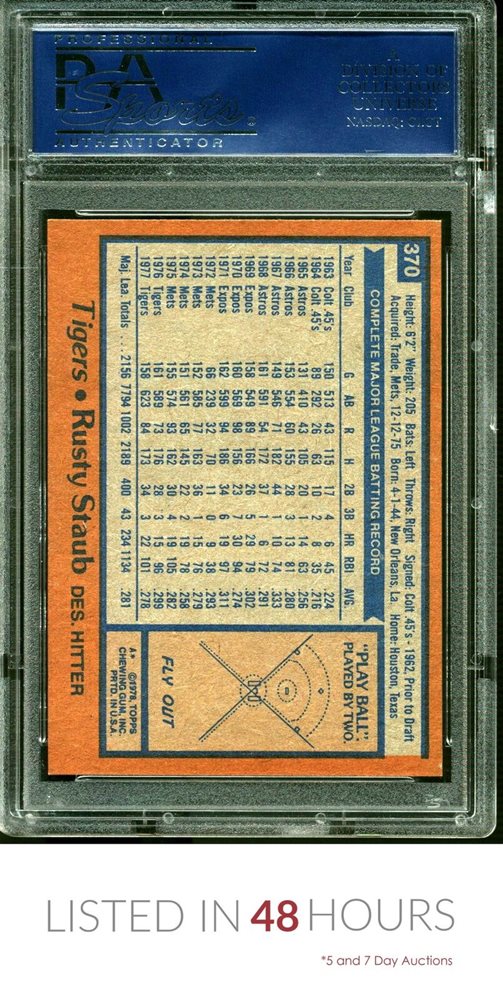 PROFESSIONAL
PSA
Sports
AUTHENTICATOR
A
DIVISION OF
COLLECTORS
UNIVERSE
NASDAQ: CLCT
370
Height: 6'2" Weight: 205 Bats: Left Throws: Right Signed: Colt .45's - 1962, Prior to Draft
Acquired: Trade, Mets, 12-12-75 Born: 4-1-44, New Orleans, La. Home: Houston, Texas
COMPLETE MAJOR LEAGUE BATTING RECORD
Year Club G AB R H 2B 3B HR RBI AVG.
1963 Colt .45's 150 513 43 115 17 4 6 45 .224
1964 Colt .45's 89 292 26 63 10 2 8 35 .216
1965 Astros 131 410 43 105 20 1 14 63 .256
1966 Astros 153 554 60 155 28 3 13 81 .280
1967 Astros 149 546 71 182 44 1 10 74 .333
1968 Astros 161 591 54 172 37 1 6 72 .291
1969 Expos 158 549 89 166 26 5 29 79 .302
1970 Expos 160 569 98 156 23 7 30 94 .274
1971 Expos 162 599 94 186 34 6 19 97 .311
1972 Mets 66 239 32 70 11 0 9 38 .293
1973 Mets 152 585 77 163 36 1 15 76 .279
1974 Mets 151 561 65 145 22 2 19 78 .258
1975 Mets 155 574 93 162 30 4 19 105 .282
1976 Tigers 161 589 73 176 28 3 15 96 .299
1977 Tigers 158 623 84 173 34 3 22 101 .278
Maj. Lea. Totals ... 2156 7794 1002 2189 400 43 234 1134 .281
"PLAY BALL":
PLAYED BY TWO.
FLY OUT
A* ©1978 TOPPS
CHEWING GUM, INC.
PRTD. IN U.S.A
Tigers • Rusty Staub DES. HITTER
LISTED IN 48 HOURS
*5 and 7 Day Auctions